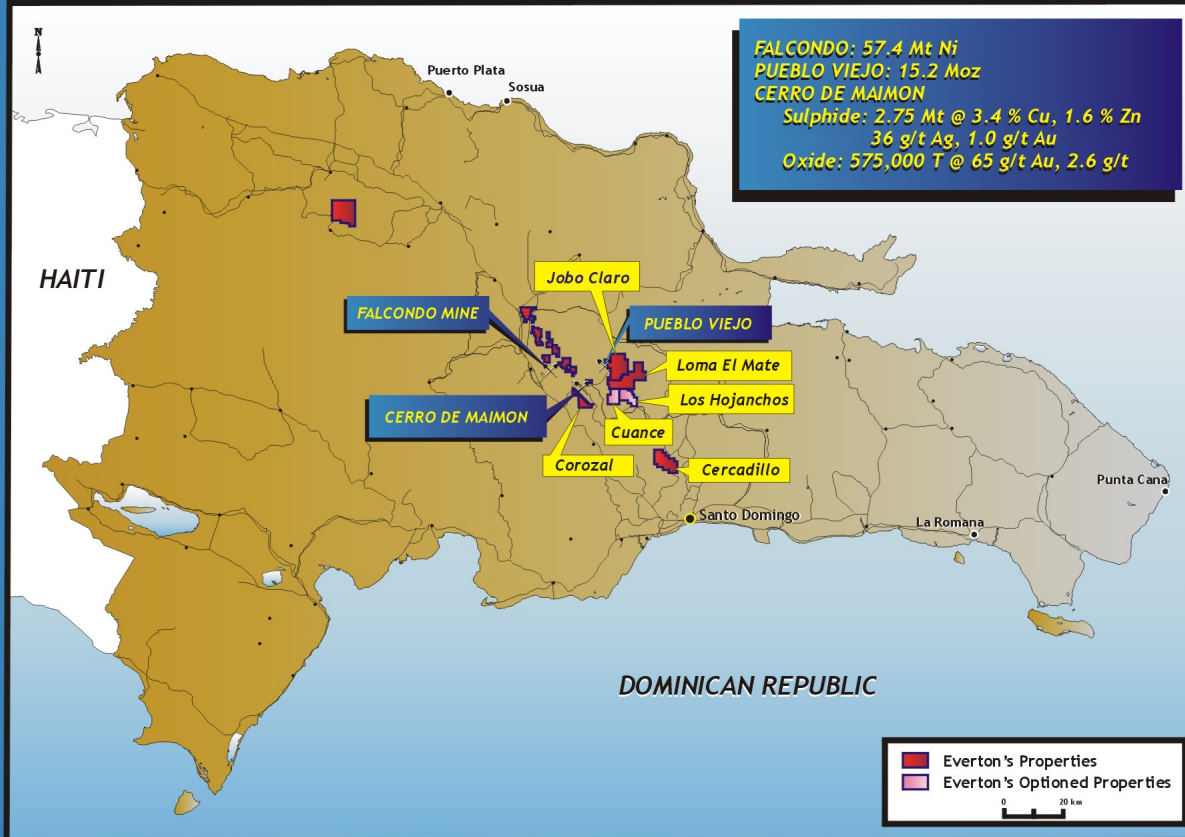 N
FALCONDO: 57.4 Mt Ni
PUEBLO VIEJO: 15.2 Moz
CERRO DE MAIMON
Sulphide: 2.75 Mt @ 3.4 % Cu, 1.6 % Zn
36 g/t Ag, 1.0 g/t Au
Oxide: 575,000 T @ 65 g/t Au, 2.6 g/t
Puerto Plata
Sosua
HAITI
Jobo Claro
FALCONDO MINE
PUEBLO VIEJO
Loma El Mate
Los Hojanchos
CERRO DE MAIMON
Cuance
Corozal
Cercadillo
Punta Cana
Santo Domingo
La Romana
DOMINICAN REPUBLIC
Everton's Properties
Everton's Optioned Properties
0 20 km